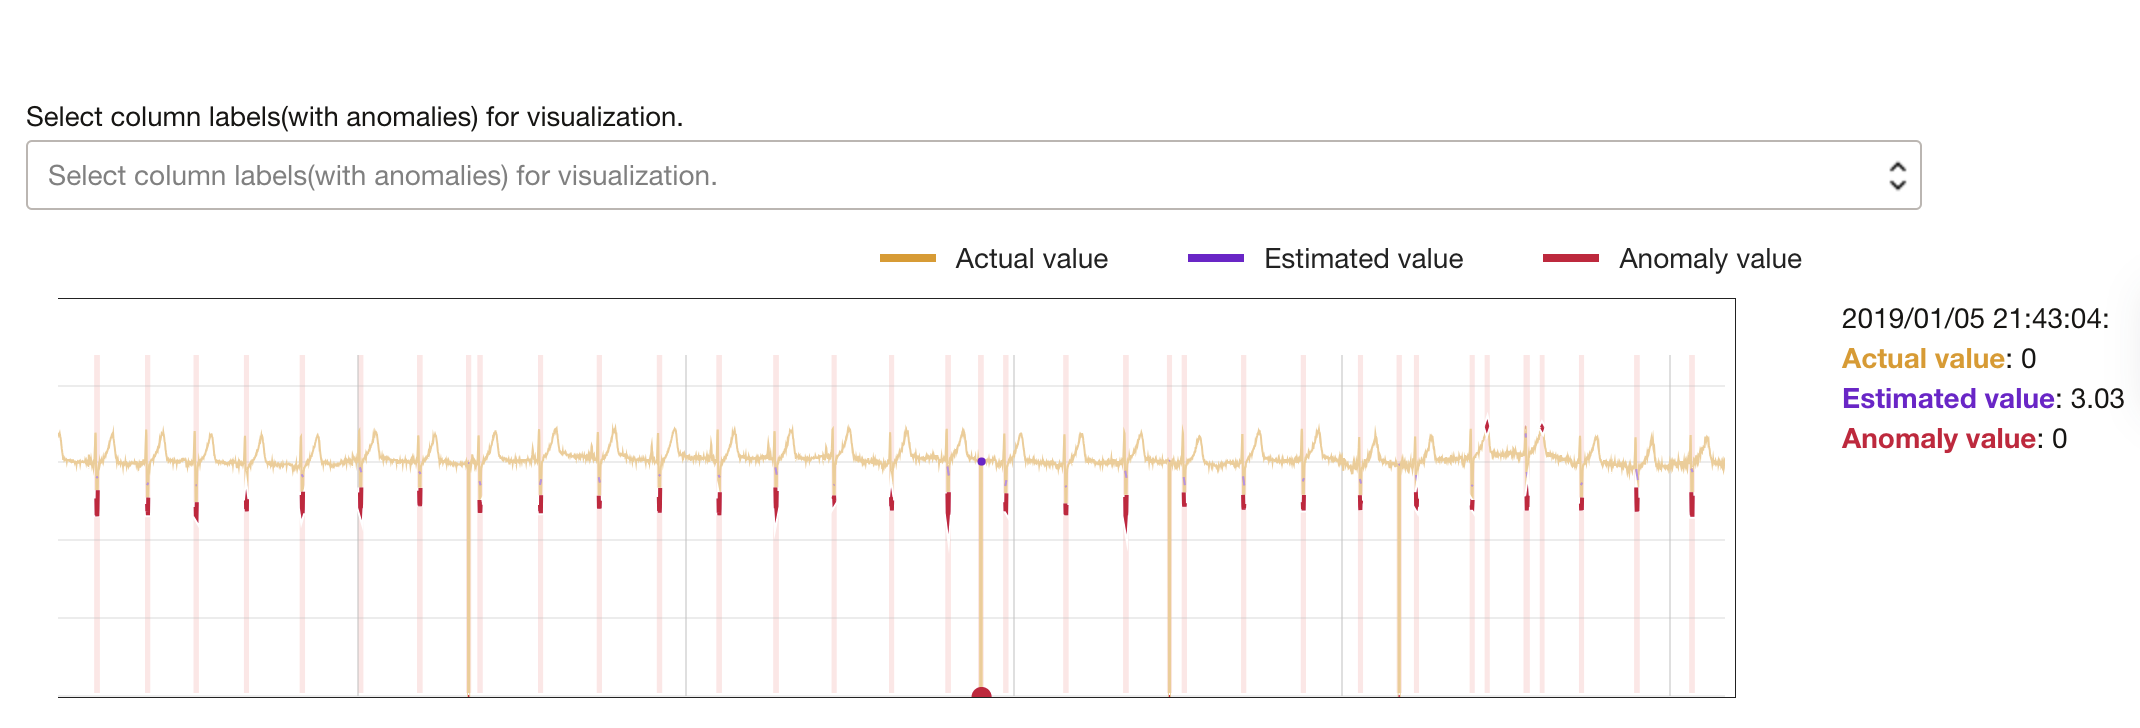 Select column labels(with anomalies) for visualization.
Select column labels(with anomalies) for visualization.
Actual value Estimated value Anomaly value
2019/01/05 21:43:04:
Actual value: 0
Estimated value: 3.03
Anomaly value: 0